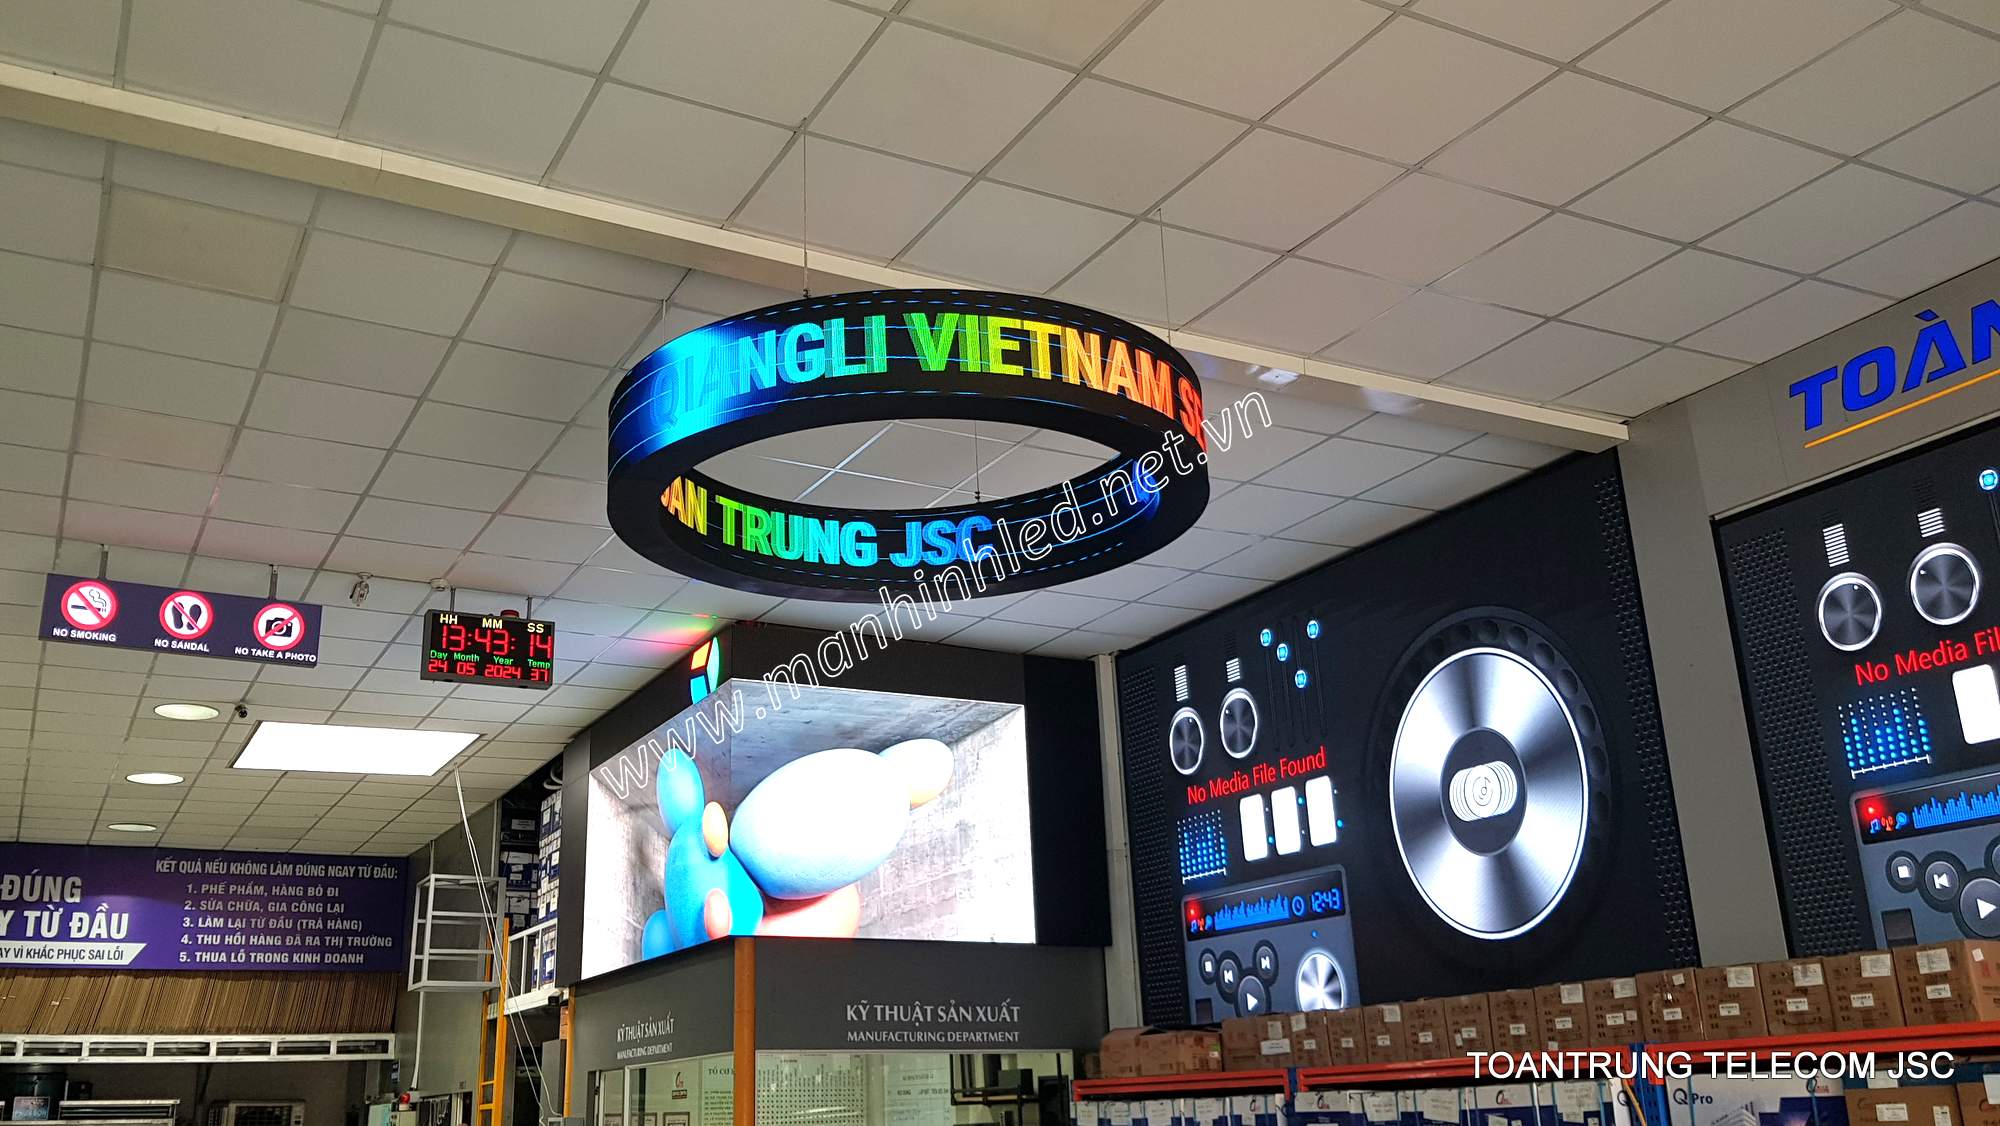 QIANGLI VIETNAM
TRUNG JSC
TOÀN
www.manhinhled.net.vn
NO SMOKING
NO SANDAL
NO TAKE A PHOTO
HH MM SS
13:43:14
Day Month Year Temp
24 05 2024 37
No Media File Found
12:43
No Media
ĐÚNG
TỪ ĐẦU
VÌ KHẮC PHỤC SAI LỖI
KẾT QUẢ NẾU KHÔNG LÀM ĐÚNG NGAY TỪ ĐẦU:
1. PHẾ PHẨM, HÀNG BỎ ĐI
2. SỬA CHỮA, GIA CÔNG LẠI
3. LÀM LẠI TỪ ĐẦU (TRẢ HÀNG)
4. THU HỒI HÀNG ĐÃ RA THỊ TRƯỜNG
5. THUA LỖ TRONG KINH DOANH
KỸ THUẬT SẢN XUẤT
MANUFACTURING DEPARTMENT
KỸ THUẬT SẢN XUẤT
MANUFACTURING DEPARTMENT
TOANTRUNG TELECOM JSC
Q Pro